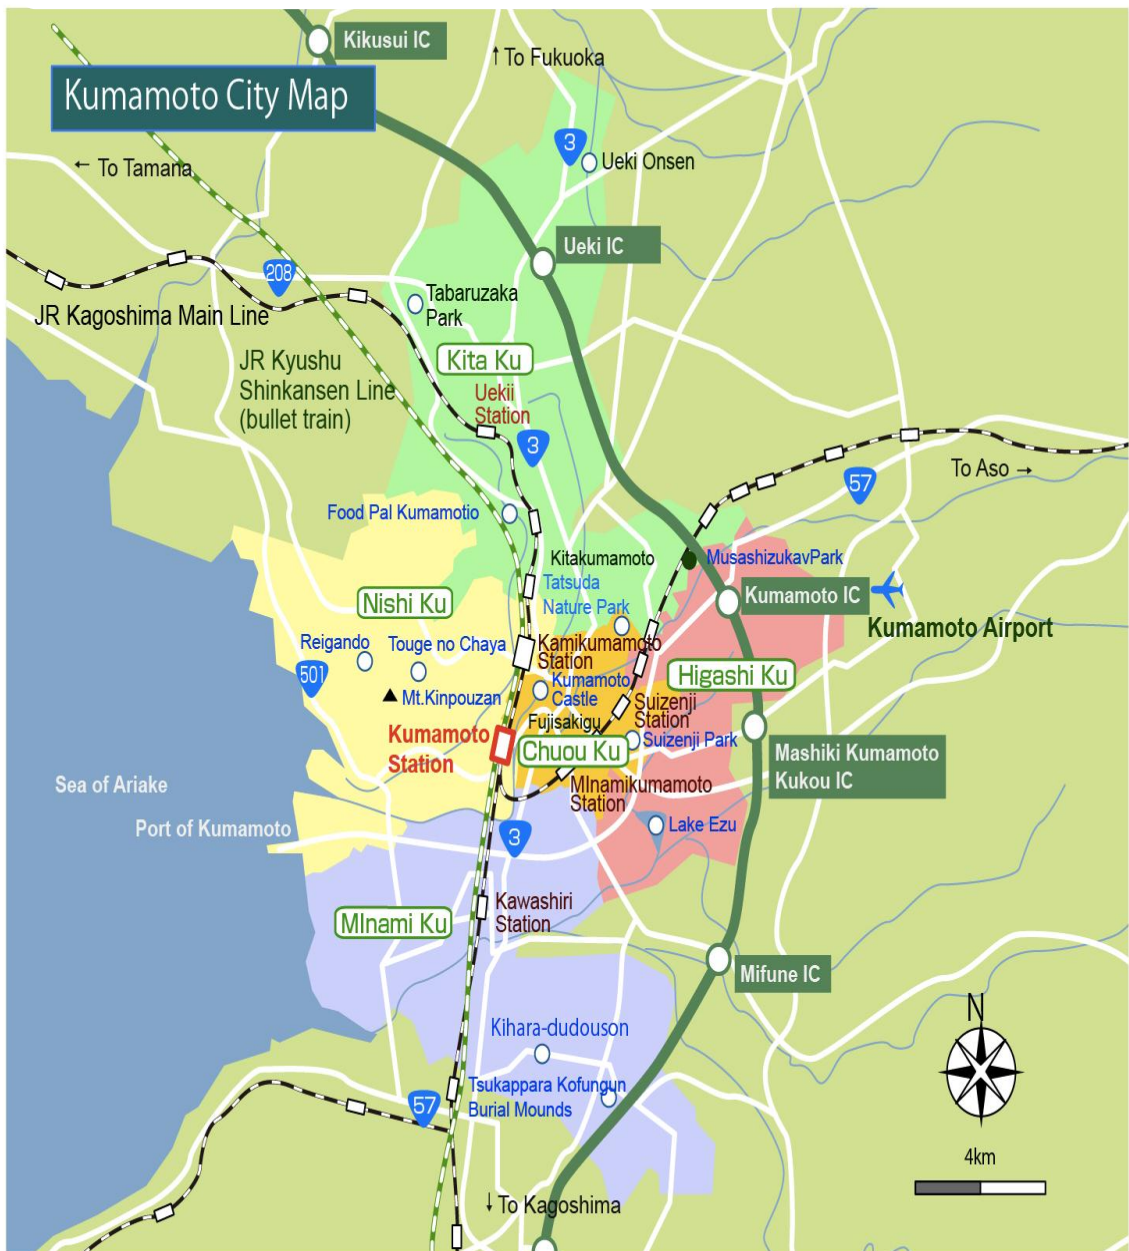 Kikusui IC
↑ To Fukuoka
Kumamoto City Map
3
Ueki Onsen
← To Tamana
Ueki IC
208
Tabaruzaka
Park
JR Kagoshima Main Line
JR Kyushu
Shinkansen Line
(bullet train)
Kita Ku
Uekii
Station
3
To Aso →
57
Food Pal Kumamotio
Kitakumamoto
MusashizukavPark
Tatsuda
Nature Park
Kumamoto IC
Nishi Ku
Kumamoto Airport
Reigando
Touge no Chaya
Kamikumamoto
Station
501
Mt.Kinpouzan
Kumamoto
Castle
Higashi Ku
Suizenji
Station
Fujisakigu
Kumamoto
Station
Chuou Ku
Suizenji Park
Mashiki Kumamoto
Kukou IC
Sea of Ariake
MInamikumamoto
Station
Port of Kumamoto
3
Lake Ezu
Kawashiri
Station
MInami Ku
Mifune IC
N
Kihara-dudouson
Tsukappara Kofungun
Burial Mounds
57
4km
↓ To Kagoshima